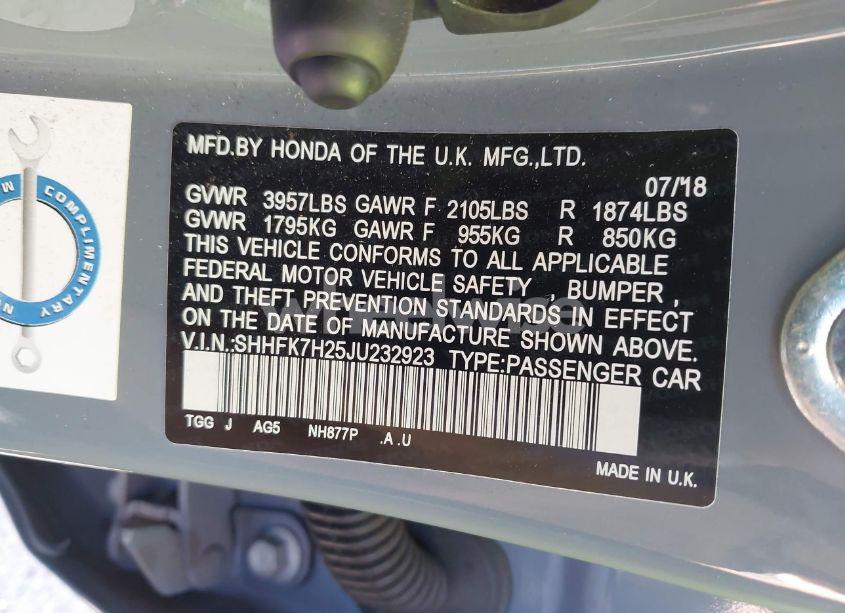 MFD.BY HONDA OF THE U.K. MFG.,LTD.
07/'18
GVWR 3957LBS GAWR F 2105LBS R 1874LBS
GVWR 1795KG GAWR F 955KG R 850KG
THIS VEHICLE CONFORMS TO ALL APPLICABLE
FEDERAL MOTOR VEHICLE SAFETY , BUMPER ,
AND THEFT PREVENTION STANDARDS IN EFFECT
ON THE DATE OF MANUFACTURE SHOWN ABOVE.
V.I.N.:SHHFK7H25JU232923 TYPE:PASSENGER CAR
TGG J AG5 NH877P .A .U
MADE IN U.K.
COMPLIMENTARY